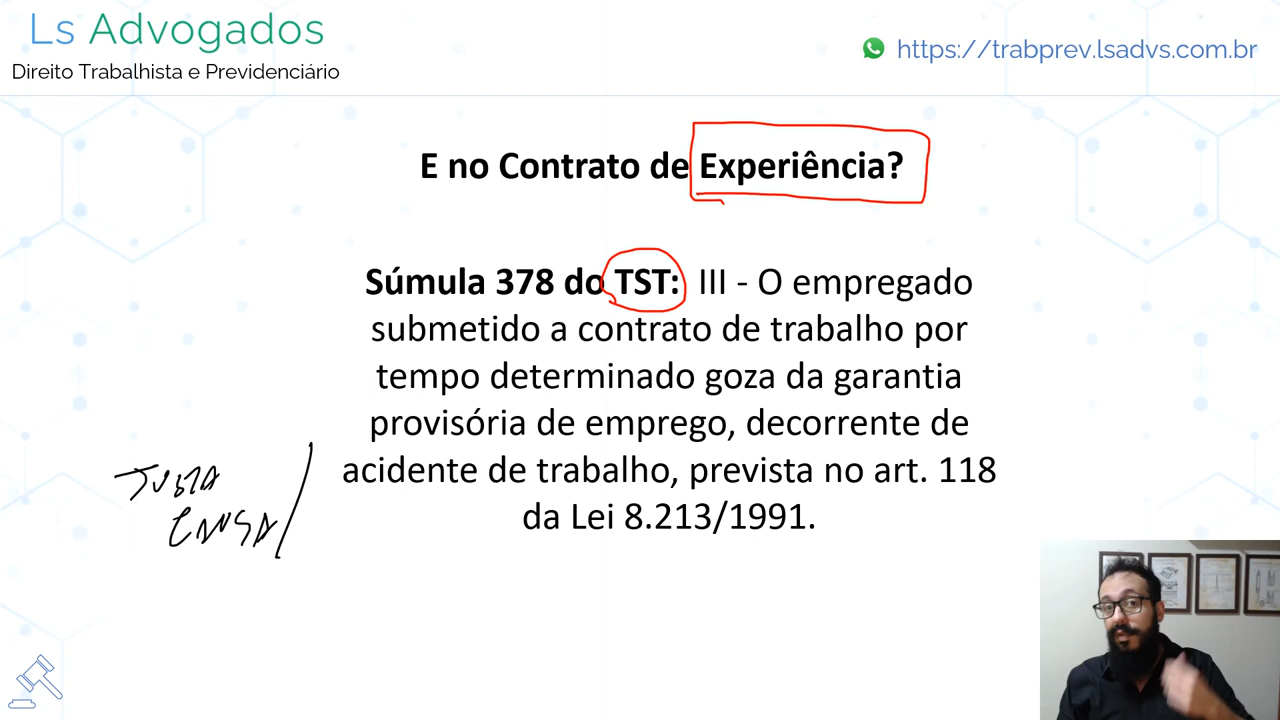 Ls Advogados
Direito Trabalhista e Previdenciário
https://trabprev.lsadvs.com.br
E no Contrato de Experiência?
Súmula 378 do TST: III - O empregado
submetido a contrato de trabalho por
tempo determinado goza da garantia
provisória de emprego, decorrente de
acidente de trabalho, prevista no art. 118
da Lei 8.213/1991.
JUSTA
CAUSA